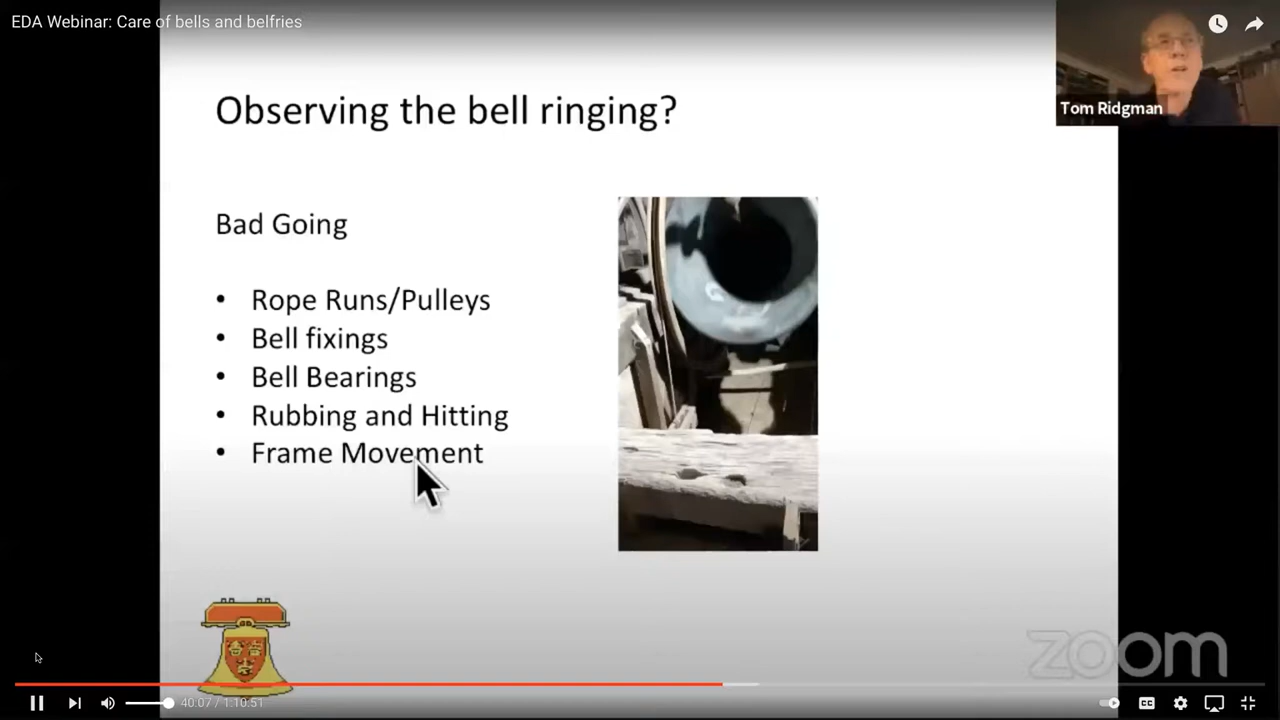 EDA Webinar: Care of bells and belfries
Tom Ridgman
Observing the bell ringing?
Bad Going
• Rope Runs/Pulleys
• Bell fixings
• Bell Bearings
• Rubbing and Hitting
• Frame Movement
zoom
40:07 / 1:10:51
CC